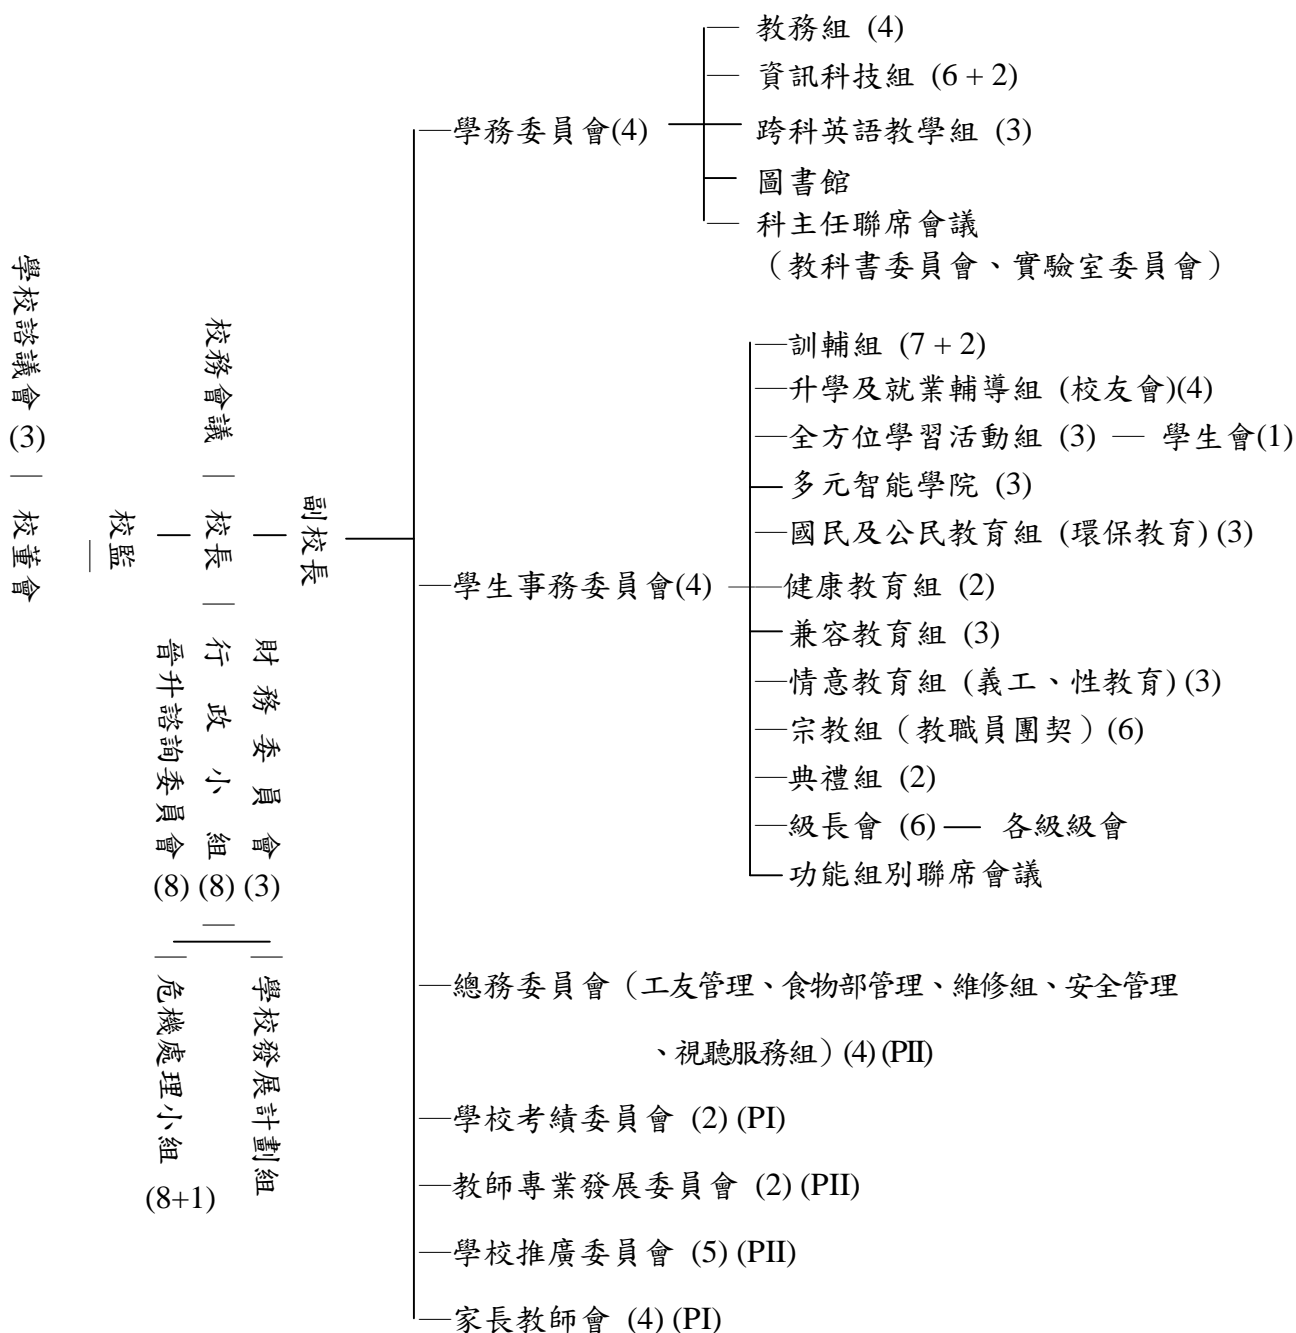 學校諮議會 (3)
校董會
校監
校務會議
校長
行政小組 (8)
晉升諮詢委員會 (8)
財務委員會 (3)
危機處理小組 (8+1)
學校發展計劃組
副校長
學務委員會(4)
教務組 (4)
資訊科技組 (6 + 2)
跨科英語教學組 (3)
圖書館
科主任聯席會議
（教科書委員會、實驗室委員會）
學生事務委員會(4)
訓輔組 (7 + 2)
升學及就業輔導組 (校友會)(4)
全方位學習活動組 (3) — 學生會(1)
多元智能學院 (3)
國民及公民教育組 (環保教育) (3)
健康教育組 (2)
兼容教育組 (3)
情意教育組 (義工、性教育) (3)
宗教組（教職員團契）(6)
典禮組 (2)
級長會 (6) — 各級級會
功能組別聯席會議
總務委員會（工友管理、食物部管理、維修組、安全管理
、視聽服務組）(4) (PII)
學校考績委員會 (2) (PI)
教師專業發展委員會 (2) (PII)
學校推廣委員會 (5) (PII)
家長教師會 (4) (PI)